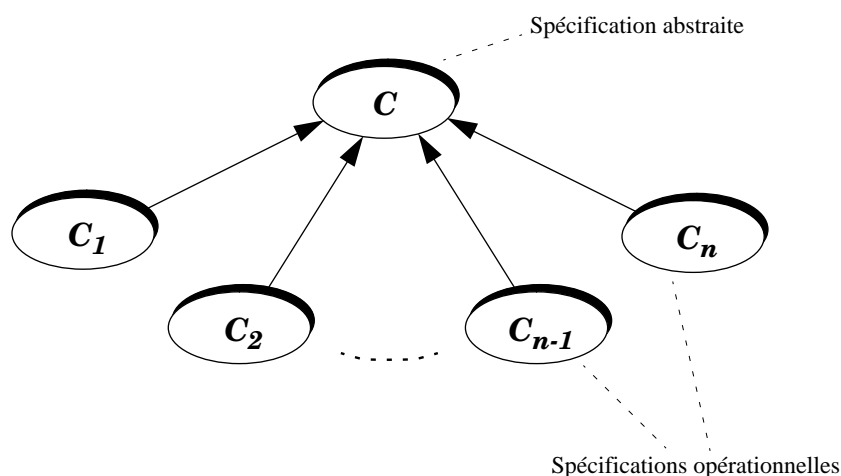 Spécification abstraite
C
C1
Cn
C2
Cn-1
Spécifications opérationnelles